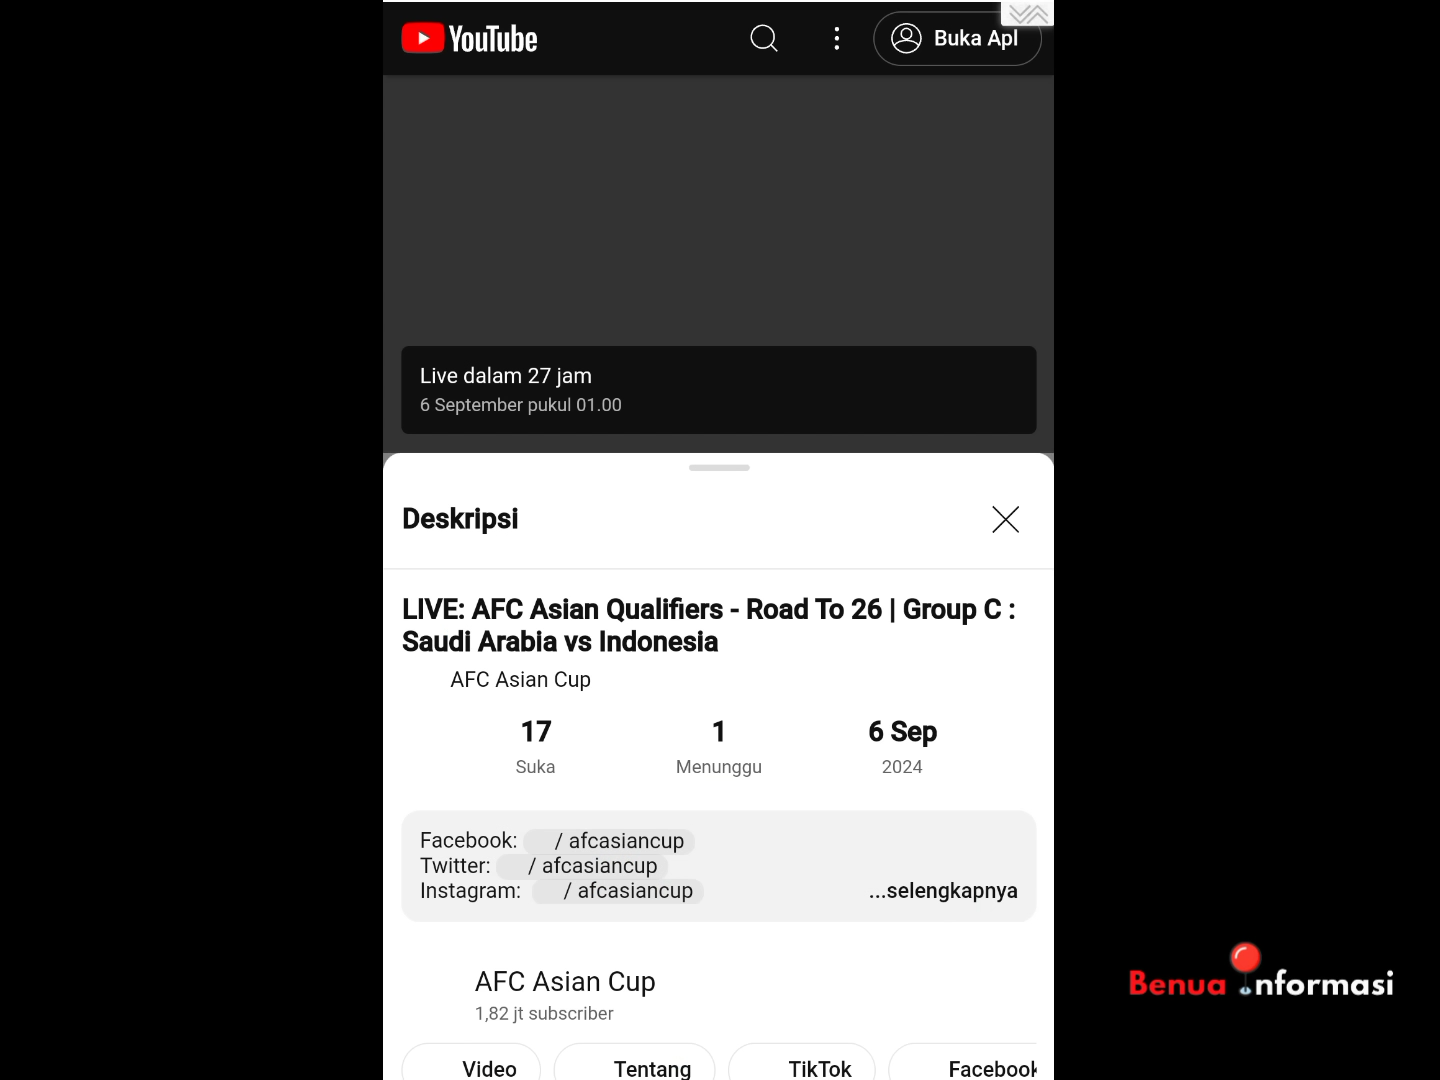 YouTube
Buka Apl
Live dalam 27 jam
6 September pukul 01.00
Deskripsi
LIVE: AFC Asian Qualifiers - Road To 26 | Group C :
Saudi Arabia vs Indonesia
AFC Asian Cup
17 1 6 Sep
Suka Menunggu 2024
Facebook: / afcasiancup
Twitter: / afcasiancup
Instagram: / afcasiancup ...selengkapnya
AFC Asian Cup
1,82 jt subscriber
Video Tentang TikTok Facebook
Benua nformasi